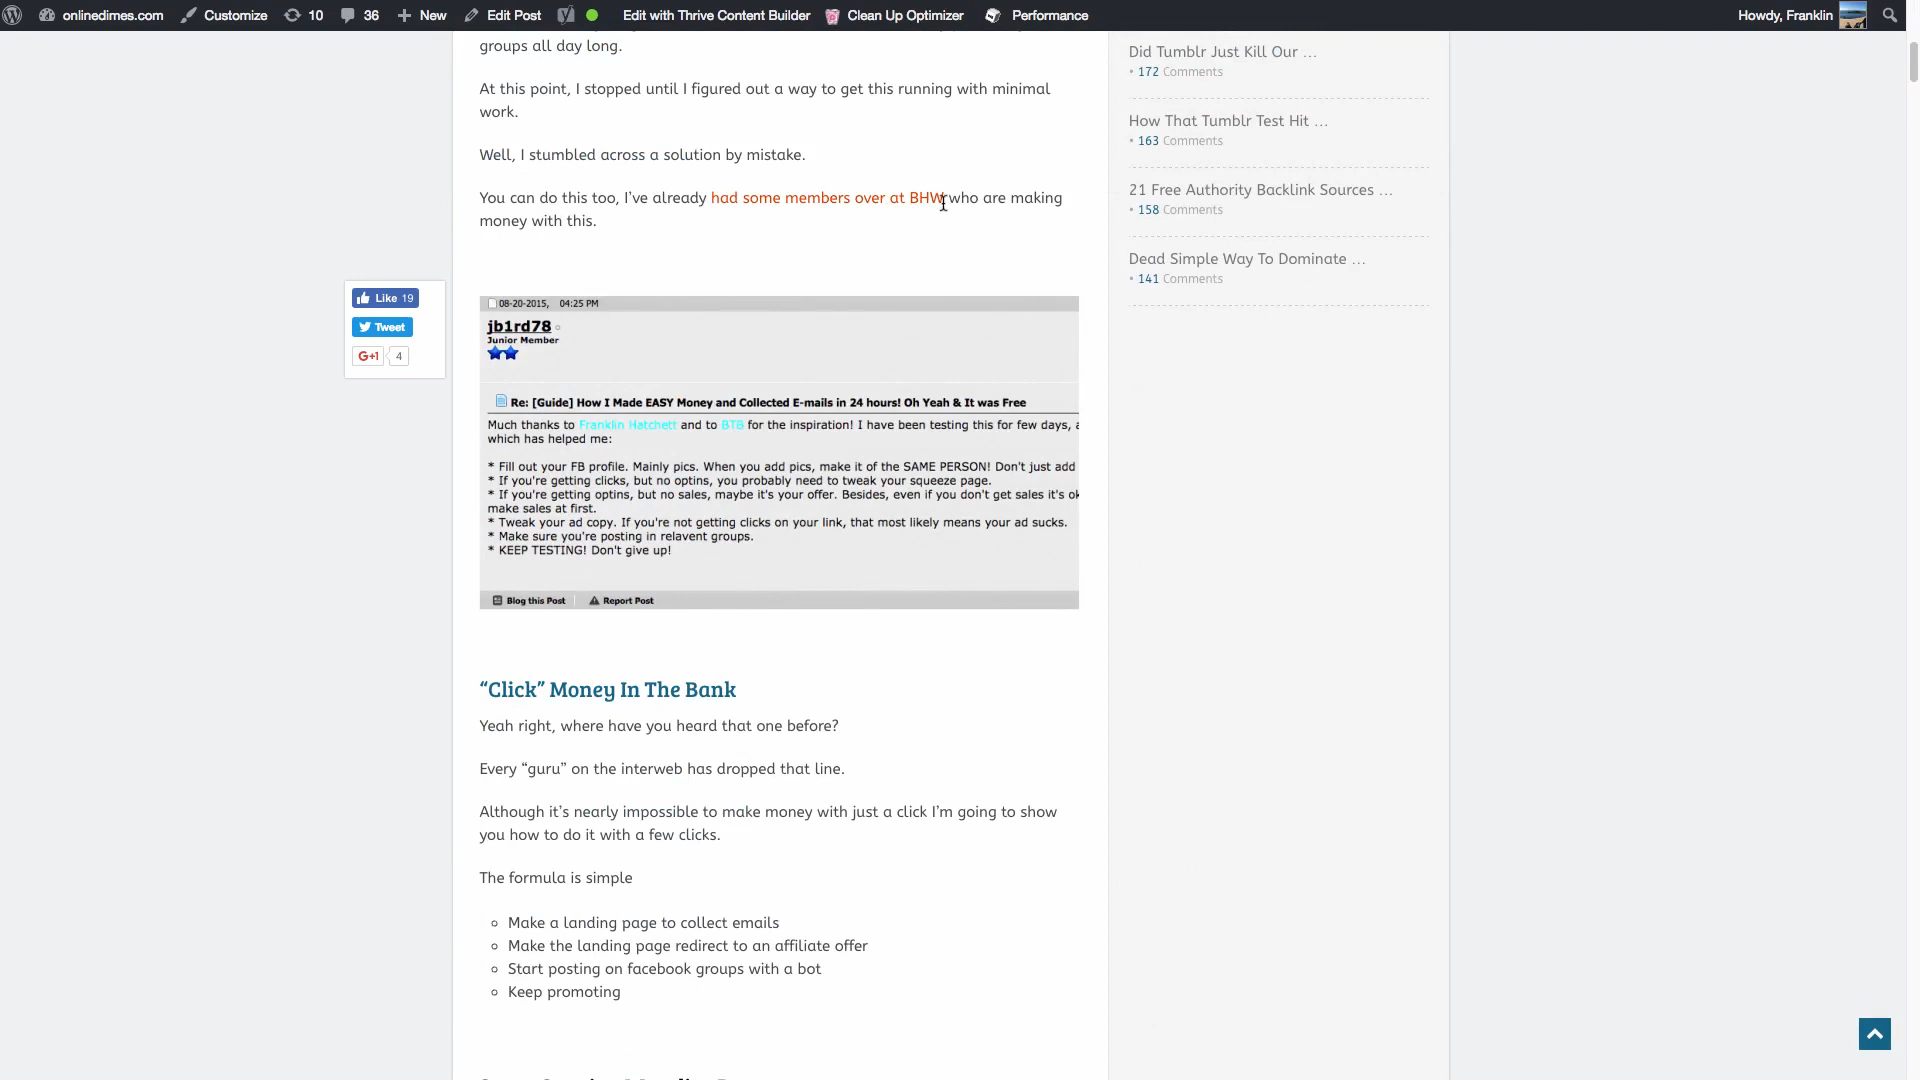 onlinedimes.com Customize 10 36 New Edit Post Edit with Thrive Content Builder Clean Up Optimizer Performance Howdy, Franklin
groups all day long.
At this point, I stopped until I figured out a way to get this running with minimal
work.
Well, I stumbled across a solution by mistake.
You can do this too, I've already had some members over at BHW who are making
money with this.
Like 19
Tweet
G+1 4
08-20-2015, 04:25 PM
jb1rd78
Junior Member
Re: [Guide] How I Made EASY Money and Collected E-mails in 24 hours! Oh Yeah & It was Free
Much thanks to Franklin Hatchett and to BTB for the inspiration! I have been testing this for few days, a
which has helped me:
* Fill out your FB profile. Mainly pics. When you add pics, make it of the SAME PERSON! Don't just add
* If you're getting clicks, but no optins, you probably need to tweak your squeeze page.
* If you're getting optins, but no sales, maybe it's your offer. Besides, even if you don't get sales it's ok
make sales at first.
* Tweak your ad copy. If you're not getting clicks on your link, that most likely means your ad sucks.
* Make sure you're posting in relavent groups.
* KEEP TESTING! Don't give up!
Blog this Post Report Post
“Click” Money In The Bank
Yeah right, where have you heard that one before?
Every “guru” on the interweb has dropped that line.
Although it's nearly impossible to make money with just a click I'm going to show
you how to do it with a few clicks.
The formula is simple
Make a landing page to collect emails
Make the landing page redirect to an affiliate offer
Start posting on facebook groups with a bot
Keep promoting
Did Tumblr Just Kill Our …
• 172 Comments
How That Tumblr Test Hit …
• 163 Comments
21 Free Authority Backlink Sources …
• 158 Comments
Dead Simple Way To Dominate …
• 141 Comments